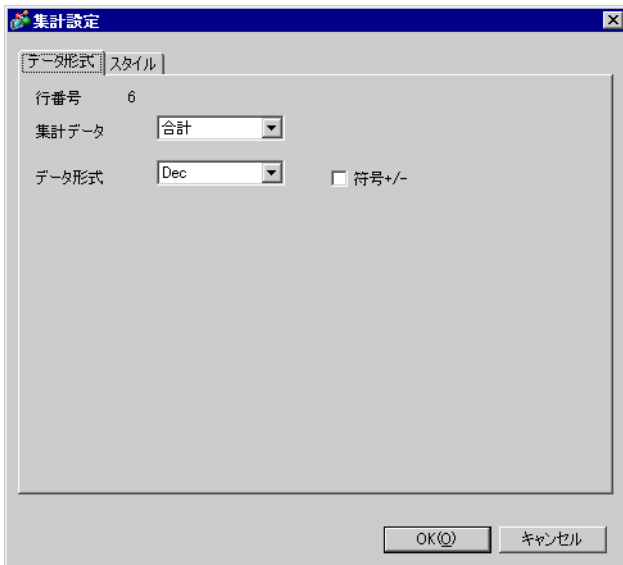 集計設定
データ形式 スタイル
行番号 6
集計データ 合計
データ形式 Dec 符号+/-
OK(O) キャンセル